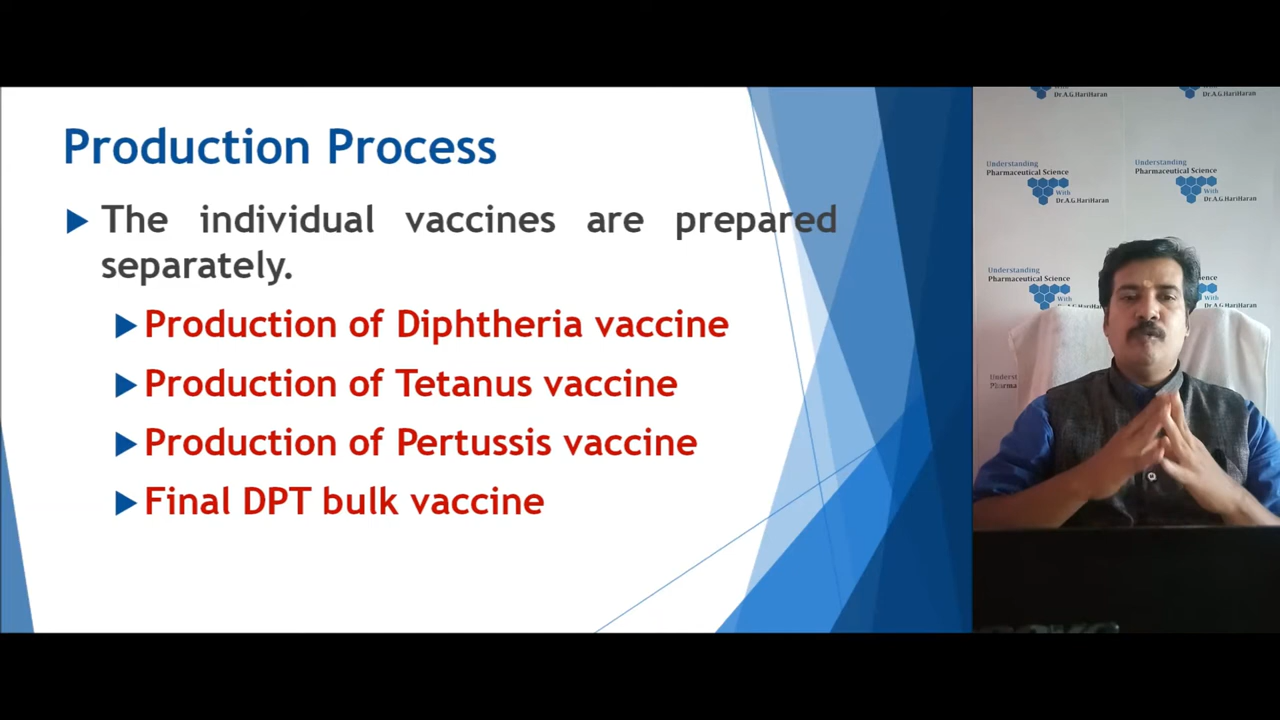 Production Process
The individual vaccines are prepared
separately.
Production of Diphtheria vaccine
Production of Tetanus vaccine
Production of Pertussis vaccine
Final DPT bulk vaccine
With
Dr.A.G.HariHaran
Dr.A.G.HariHaran
Understanding
Pharmaceutical Science
With
Dr.A.G.HariHaran
Understanding
Pharmaceutical Science
With
Dr.A.G.HariHaran
Understanding
Pharmaceutical Science
With
Dr.A.G.HariHaran